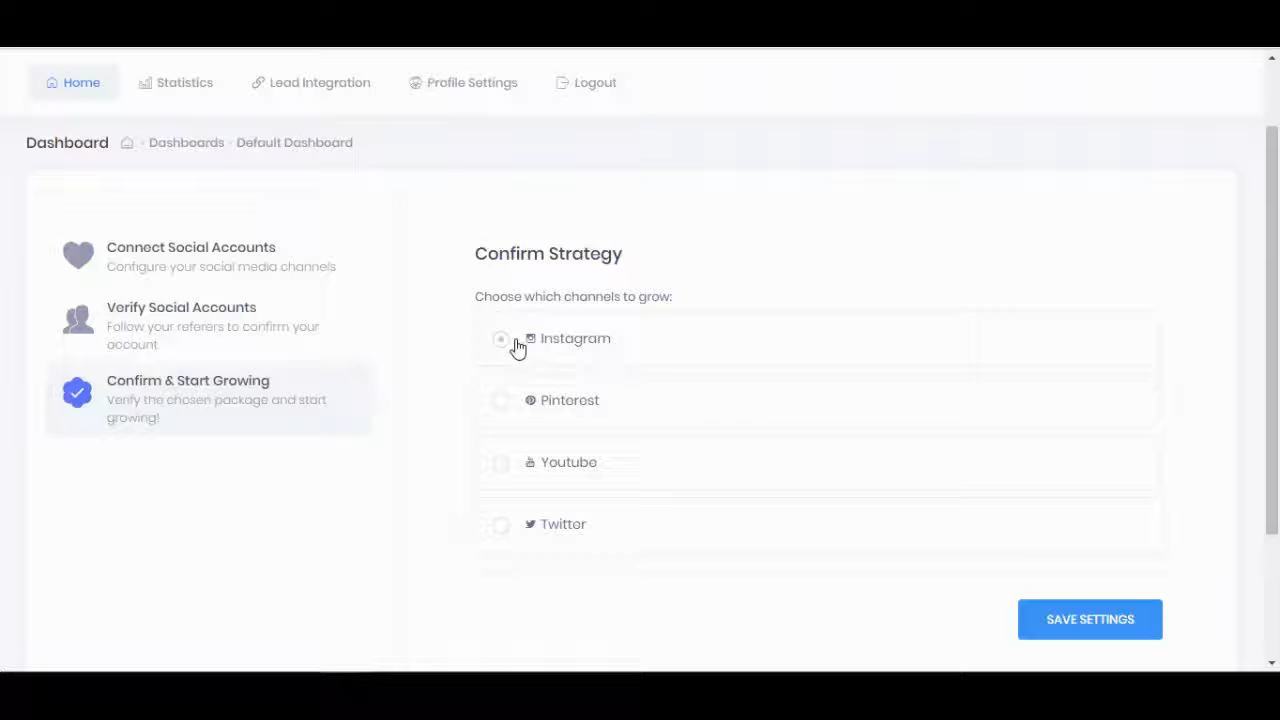 Home Statistics Lead Integration Profile Settings Logout
Dashboard Dashboards Default Dashboard
Connect Social Accounts
Configure your social media channels
Verify Social Accounts
Follow your referers to confirm your
account
Confirm & Start Growing
Verify the chosen package and start
growing!
Confirm Strategy
Choose which channels to grow:
Instagram
Pinterest
Youtube
Twitter
SAVE SETTINGS